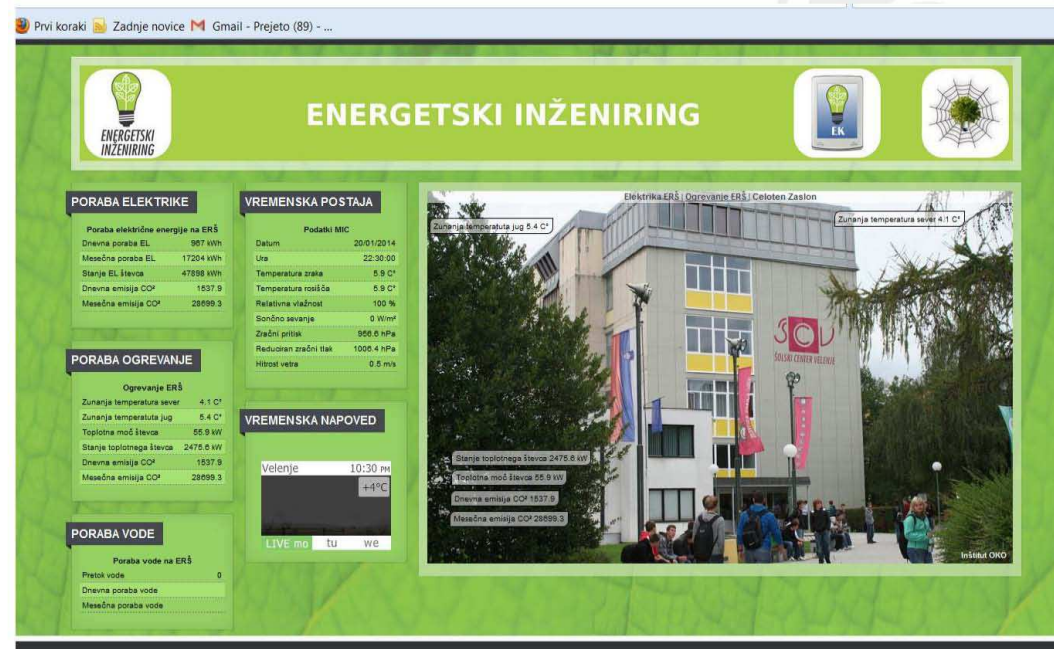 Prvi koraki Zadnje novice Gmail - Prejeto (89) - ...
ENERGETSKI INŽENIRING
ENERGETSKI INŽENIRING
EK
PORABA ELEKTRIKE
Poraba električne energije na ERŠ
Dnevna poraba EL 987 kWh
Mesečna poraba EL 17204 kWh
Stanje EL števca 47898 kWh
Dnevna emisija CO² 1537.9
Mesečna emisija CO² 28699.3
PORABA OGREVANJE
Ogrevanje ERŠ
Zunanja temperatura sever 4.1 C°
Zunanja temperatuta jug 5.4 C°
Toplotna moč števca 55.9 kW
Stanje toplotnega števca 2475.6 kW
Dnevna emisija CO² 1537.9
Mesečna emisija CO² 28699.3
PORABA VODE
Poraba vode na ERŠ
Pretok vode 0
Dnevna poraba vode
Mesečna poraba vode
VREMENSKA POSTAJA
Podatki MIC
Datum 20/01/2014
Ura 22:30:00
Temperatura zraka 5.9 C°
Temperatura rosišča 5.9 C°
Relativna vlažnost 100 %
Sončno sevanje 0 W/m²
Zračni pritisk 956.6 hPa
Reduciran zračni tlak 1006.4 hPa
Hitrost vetra 0.5 m/s
VREMENSKA NAPOVED
Velenje 10:30 PM
+4°C
LIVE mo tu we
Elektrika ERŠ | Ogrevanje ERŠ | Celoten Zaslon
Zunanja temperatuta jug 5.4 C°
Zunanja temperatura sever 4.1 C°
SCV
ŠOLSKI CENTER VELENJE
Stanje toplotnega števca 2475.6 kW
Toplotna moč števca 55.9 kW
Dnevna emisija CO² 1537.9
Mesečna emisija CO² 28699.3
Inštitut OKO